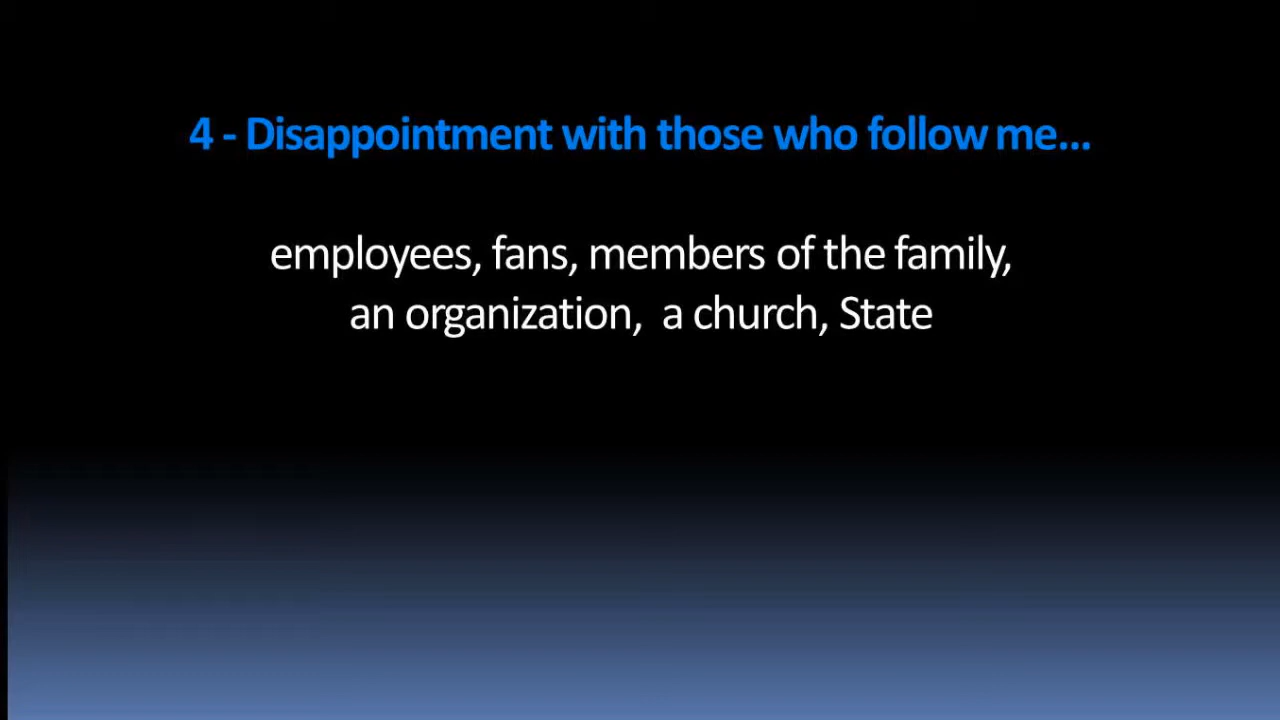 4 - Disappointment with those who follow me...
employees, fans, members of the family,
an organization,  a church, State